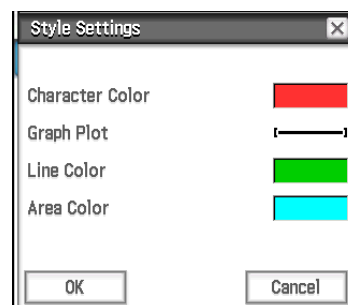 Style Settings
Character Color
Graph Plot
Line Color
Area Color
OK Cancel